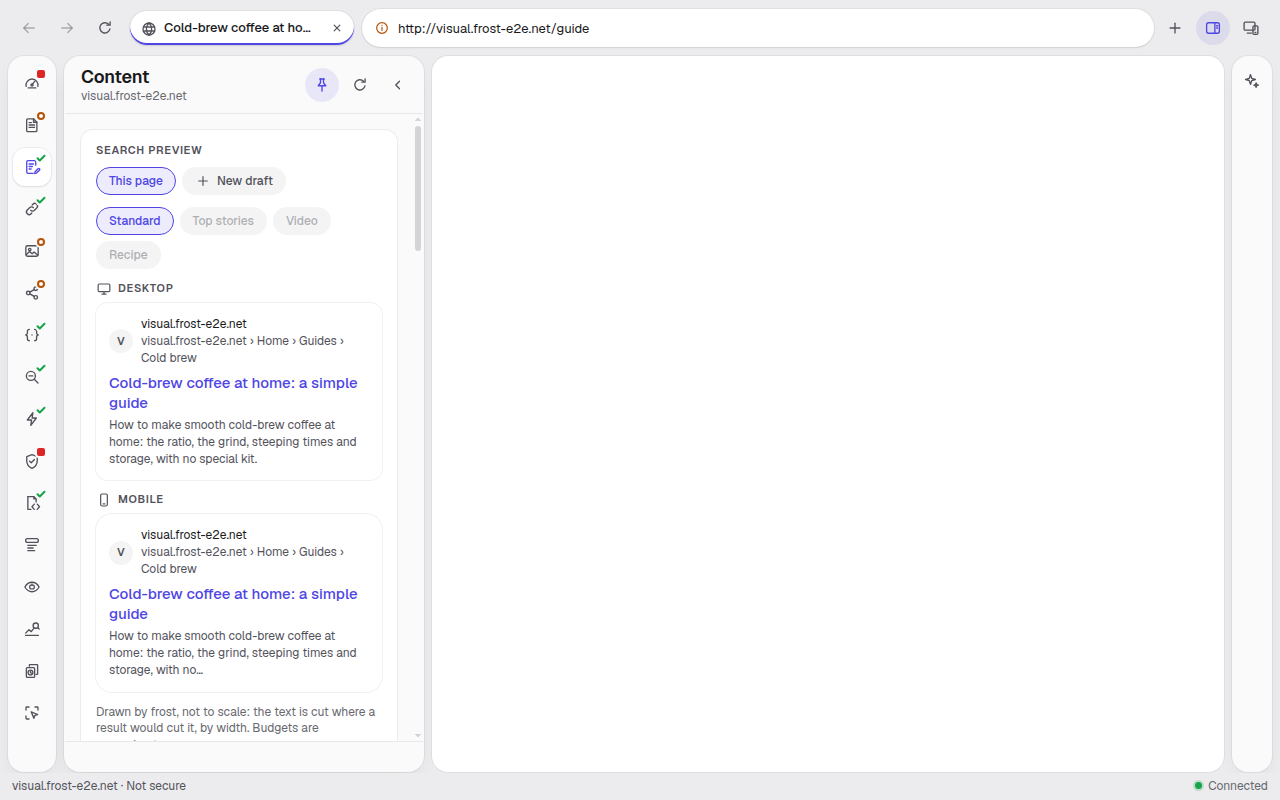 Cold-brew coffee at ho...
http://visual.frost-e2e.net/guide
Content
visual.frost-e2e.net
SEARCH PREVIEW
This page
New draft
Standard
Top stories
Video
Recipe
DESKTOP
V
visual.frost-e2e.net
visual.frost-e2e.net › Home › Guides ›
Cold brew
Cold-brew coffee at home: a simple
guide
How to make smooth cold-brew coffee at
home: the ratio, the grind, steeping times and
storage, with no special kit.
MOBILE
V
visual.frost-e2e.net
visual.frost-e2e.net › Home › Guides ›
Cold brew
Cold-brew coffee at home: a simple
guide
How to make smooth cold-brew coffee at
home: the ratio, the grind, steeping times and
storage, with no...
Drawn by frost, not to scale: the text is cut where a
result would cut it, by width. Budgets are
visual.frost-e2e.net · Not secure
Connected